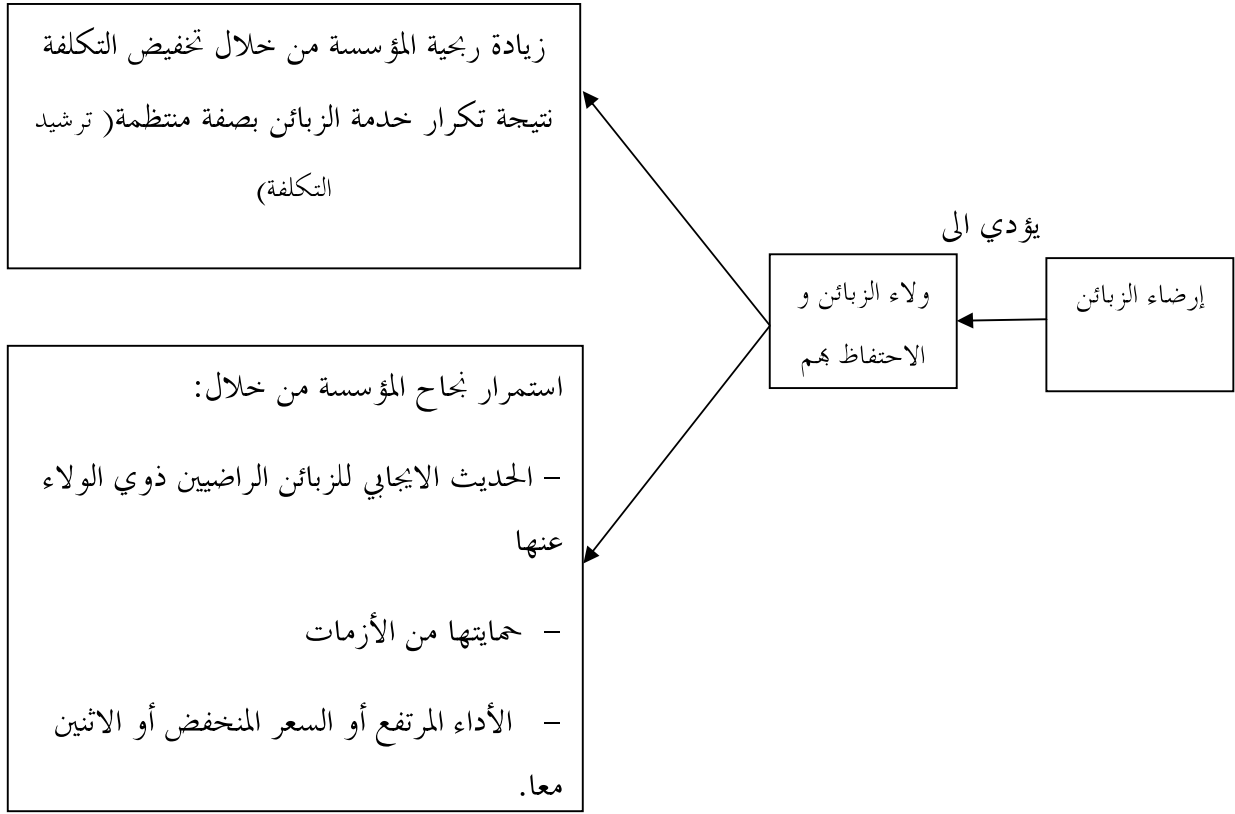 يؤدي الى
إرضاء الزبائن
ولاء الزبائن و
الاحتفاظ بهم
زيادة ربحية المؤسسة من خلال تخفيض التكلفة
نتيجة تكرار خدمة الزبائن بصفة منتظمة( ترشيد
التكلفة)
استمرار نجاح المؤسسة من خلال:
– الحديث الايجابي للزبائن الراضيين ذوي الولاء
عنها
– حمايتها من الأزمات
– الأداء المرتفع أو السعر المنخفض أو الاثنين
معا.